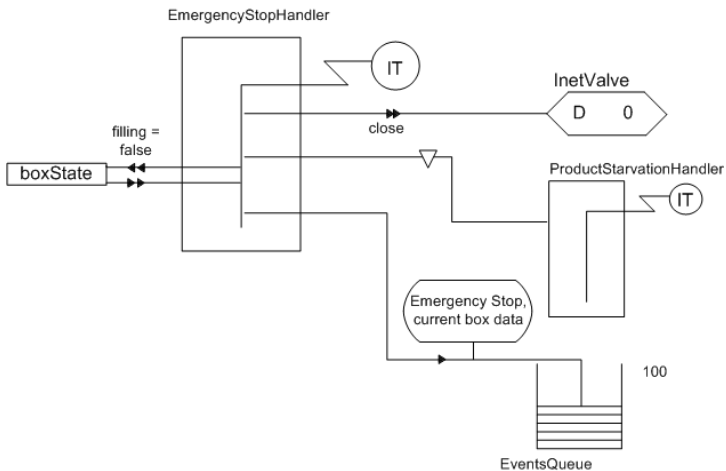 EmergencyStopHandler
IT
InetValve
D 0
close
filling =
false
boxState
ProductStarvationHandler
IT
Emergency Stop,
current box data
100
EventsQueue